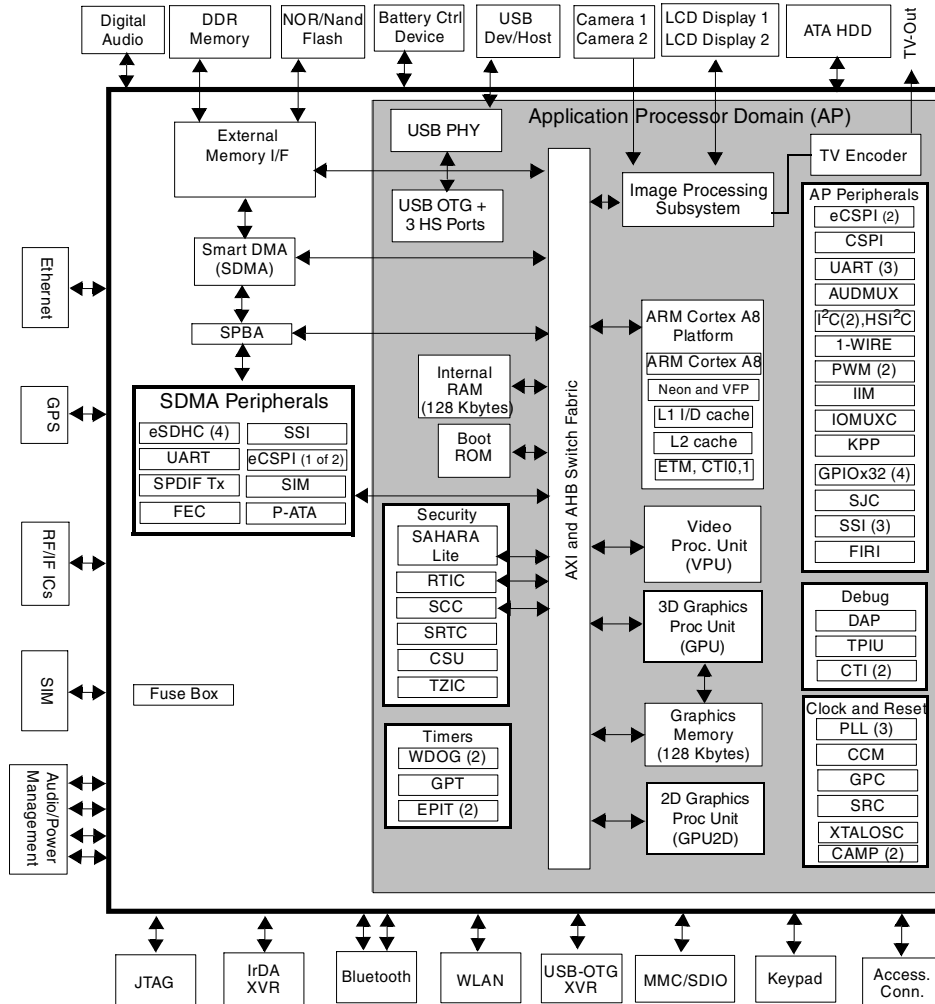 Digital
Audio
DDR
Memory
NOR/Nand
Flash
Battery Ctrl
Device
USB
Dev/Host
Camera 1
Camera 2
LCD Display 1
LCD Display 2
ATA HDD
TV-Out
Application Processor Domain (AP)
External
Memory I/F
USB PHY
USB OTG +
3 HS Ports
TV Encoder
Image Processing
Subsystem
Smart DMA
(SDMA)
SPBA
SDMA Peripherals
eSDHC (4)
SSI
UART
eCSPI (1 of 2)
SPDIF Tx
SIM
FEC
P-ATA
Fuse Box
Internal
RAM
(128 Kbytes)
Boot
ROM
Security
SAHARA
Lite
RTIC
SCC
SRTC
CSU
TZIC
Timers
WDOG (2)
GPT
EPIT (2)
AXI and AHB Switch Fabric
ARM Cortex A8
Platform
ARM Cortex A8
Neon and VFP
L1 I/D cache
L2 cache
ETM, CTI0,1
Video
Proc. Unit
(VPU)
3D Graphics
Proc Unit
(GPU)
Graphics
Memory
(128 Kbytes)
2D Graphics
Proc Unit
(GPU2D)
AP Peripherals
eCSPI (2)
CSPI
UART (3)
AUDMUX
I²C(2),HSI²C
1-WIRE
PWM (2)
IIM
IOMUXC
KPP
GPIOx32 (4)
SJC
SSI (3)
FIRI
Debug
DAP
TPIU
CTI (2)
Clock and Reset
PLL (3)
CCM
GPC
SRC
XTALOSC
CAMP (2)
Ethernet
GPS
RF/IF ICs
SIM
Audio/Power
Management
JTAG
IrDA
XVR
Bluetooth
WLAN
USB-OTG
XVR
MMC/SDIO
Keypad
Access.
Conn.